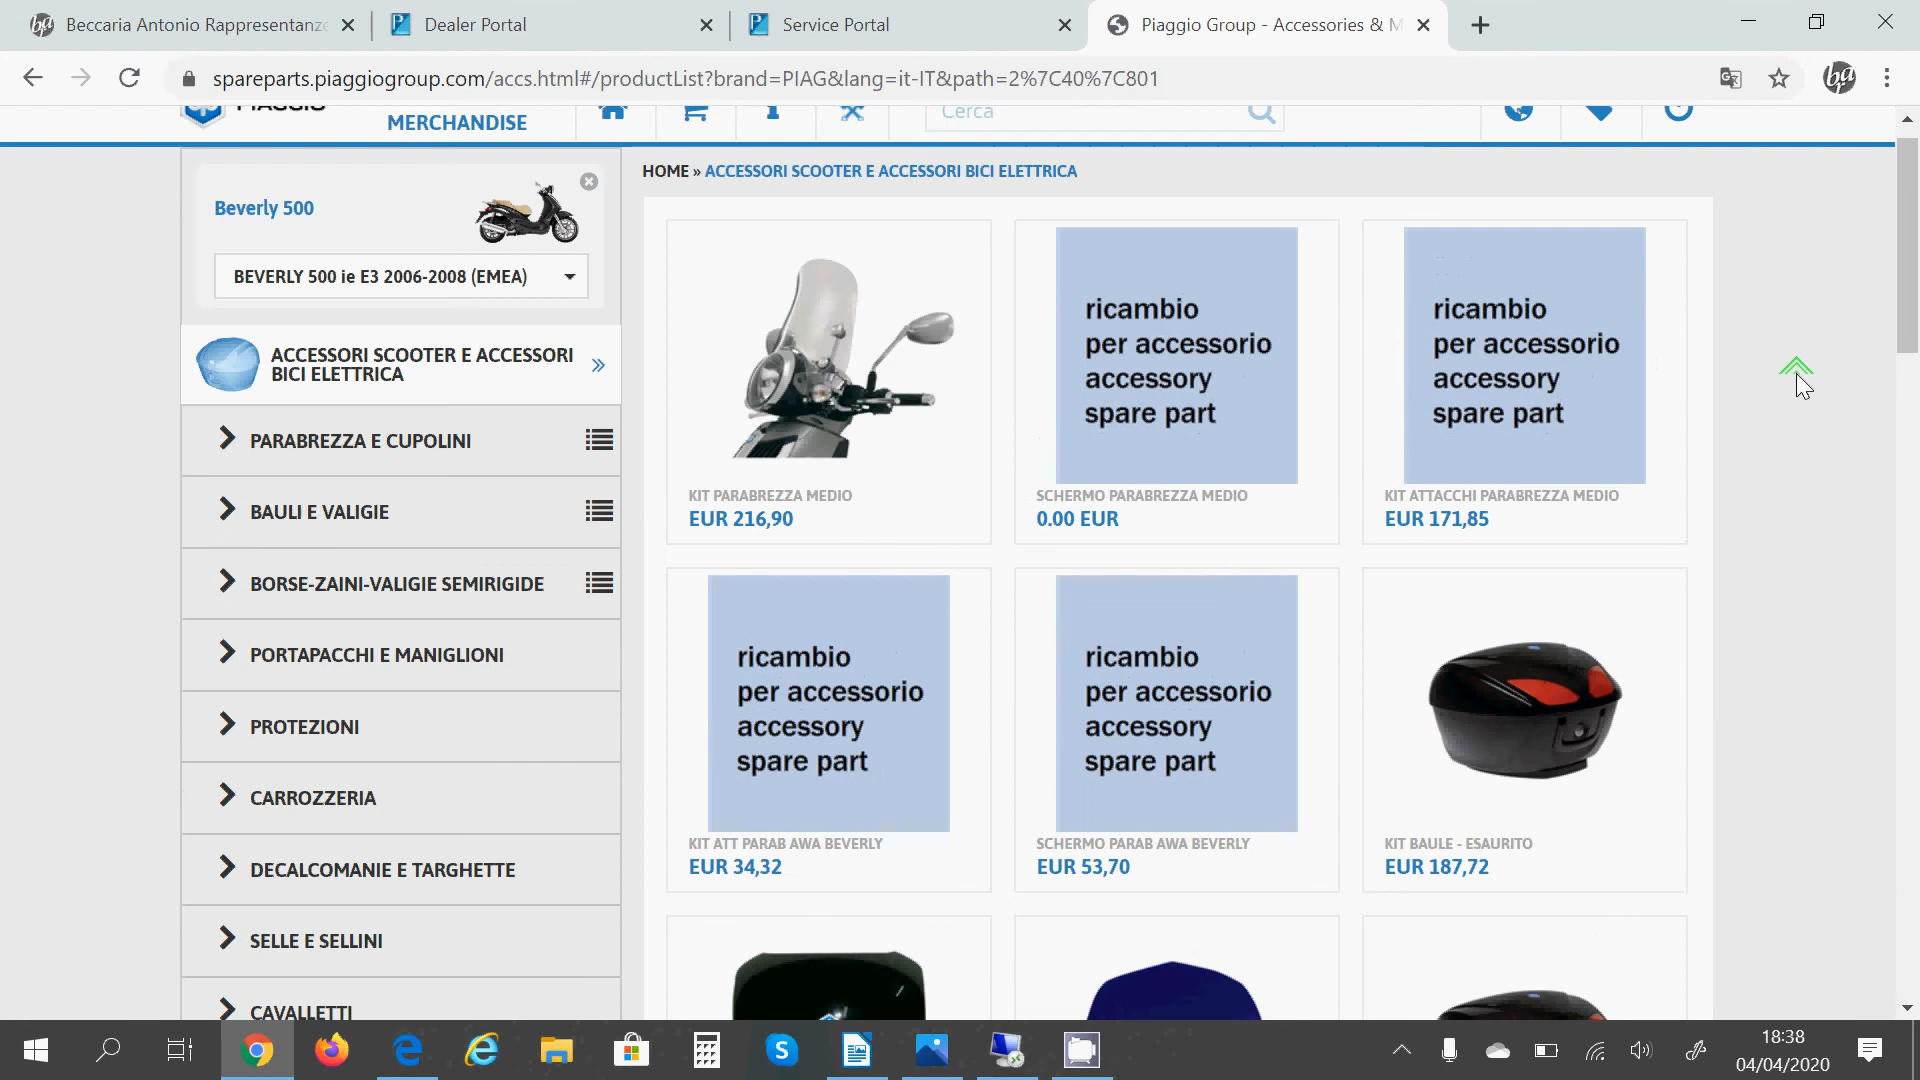 Beccaria Antonio Rappresentanze
Dealer Portal
Service Portal
Piaggio Group - Accessories & M
spareparts.piaggiogroup.com/accs.html#/productList?brand=PIAG&lang=it-IT&path=2%7C40%7C801
PIAGGIO
MERCHANDISE
Cerca
HOME » ACCESSORI SCOOTER E ACCESSORI BICI ELETTRICA
Beverly 500
BEVERLY 500 ie E3 2006-2008 (EMEA)
ACCESSORI SCOOTER E ACCESSORI
BICI ELETTRICA
PARABREZZA E CUPOLINI
BAULI E VALIGIE
BORSE-ZAINI-VALIGIE SEMIRIGIDE
PORTAPACCHI E MANIGLIONI
PROTEZIONI
CARROZZERIA
DECALCOMANIE E TARGHETTE
SELLE E SELLINI
CAVALLETTI
KIT PARABREZZA MEDIO
EUR 216,90
ricambio
per accessorio
accessory
spare part
SCHERMO PARABREZZA MEDIO
0.00 EUR
ricambio
per accessorio
accessory
spare part
KIT ATTACCHI PARABREZZA MEDIO
EUR 171,85
ricambio
per accessorio
accessory
spare part
KIT ATT PARAB AWA BEVERLY
EUR 34,32
ricambio
per accessorio
accessory
spare part
SCHERMO PARAB AWA BEVERLY
EUR 53,70
KIT BAULE - ESAURITO
EUR 187,72
18:38
04/04/2020